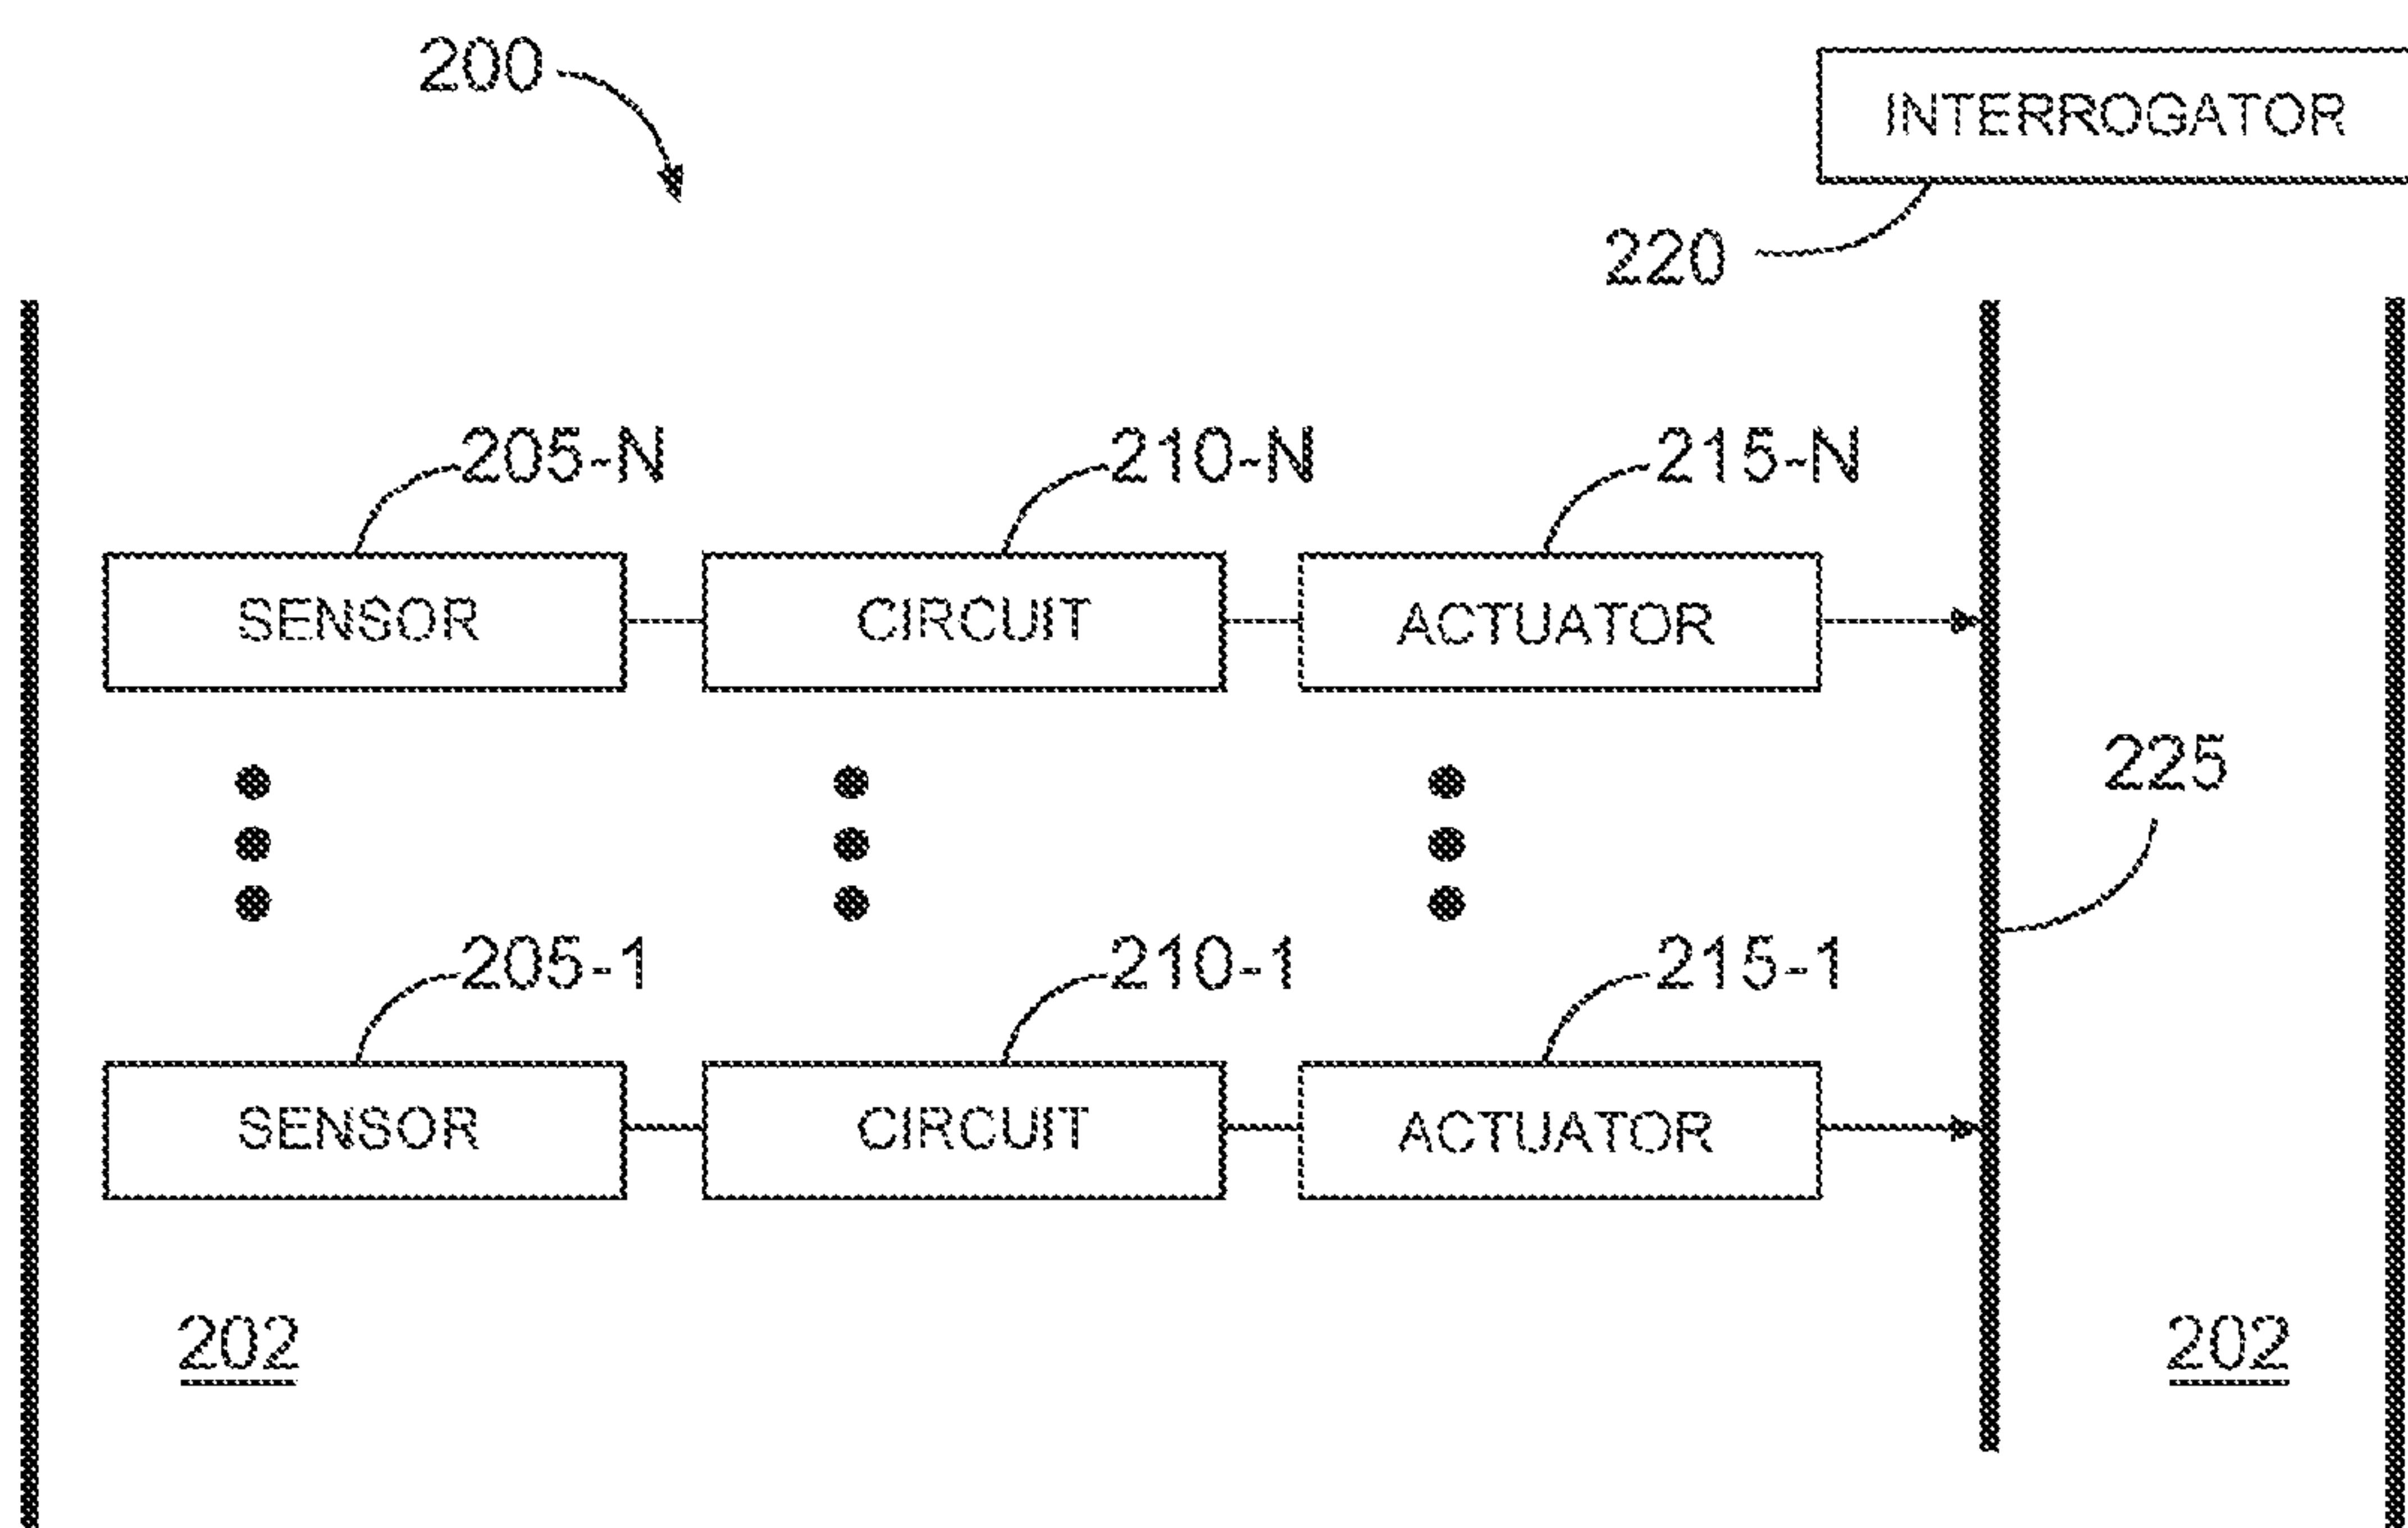 200
INTERROGATOR
220
205-N 210-N 215-N
SENSOR CIRCUIT ACTUATOR
225
205-1 210-1 215-1
SENSOR CIRCUIT ACTUATOR
202 202